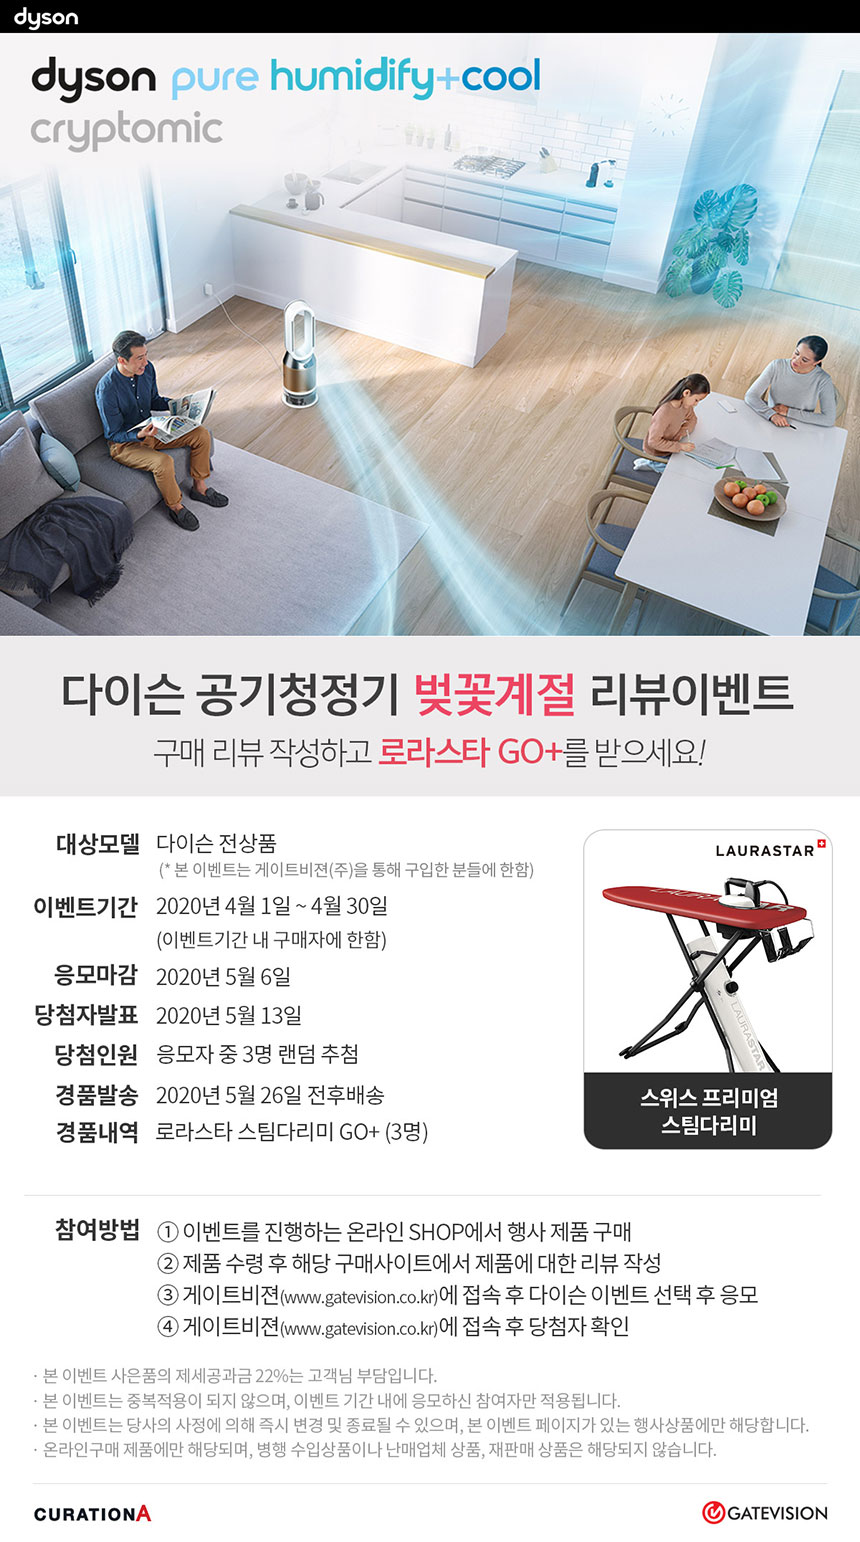 dyson
dyson pure humidify+cool
cryptomic
다이슨 공기청정기 벚꽃계절 리뷰이벤트
구매 리뷰 작성하고 로라스타 GO+를 받으세요!
대상모델 다이슨 전상품
(* 본 이벤트는 게이트비젼(주)을 통해 구입한 분들에 한함)
이벤트기간 2020년 4월 1일 ~ 4월 30일
(이벤트기간 내 구매자에 한함)
응모마감 2020년 5월 6일
당첨자발표 2020년 5월 13일
당첨인원 응모자 중 3명 랜덤 추첨
경품발송 2020년 5월 26일 전후배송
경품내역 로라스타 스팀다리미 GO+ (3명)
LAURASTAR
LAURASTAR
LAURASTAR
스위스 프리미엄
스팀다리미
참여방법 ① 이벤트를 진행하는 온라인 SHOP에서 행사 제품 구매
② 제품 수령 후 해당 구매사이트에서 제품에 대한 리뷰 작성
③ 게이트비젼(www.gatevision.co.kr)에 접속 후 다이슨 이벤트 선택 후 응모
④ 게이트비젼(www.gatevision.co.kr)에 접속 후 당첨자 확인
· 본 이벤트 사은품의 제세공과금 22%는 고객님 부담입니다.
· 본 이벤트는 중복적용이 되지 않으며, 이벤트 기간 내에 응모하신 참여자만 적용됩니다.
· 본 이벤트는 당사의 사정에 의해 즉시 변경 및 종료될 수 있으며, 본 이벤트 페이지가 있는 행사상품에만 해당합니다.
· 온라인구매 제품에만 해당되며, 병행 수입상품이나 난매업체 상품, 재판매 상품은 해당되지 않습니다.
CURATIONA
GATEVISION